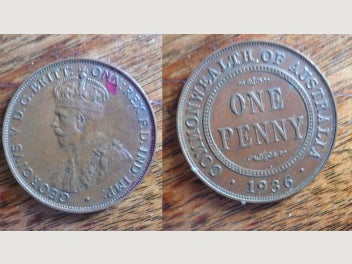 GEORGIVS V D.G.BRITT: OMN: REX F.D. IND: IMP:
COMMONWEALTH.OF AUSTRALIA
ONE
PENNY
1936